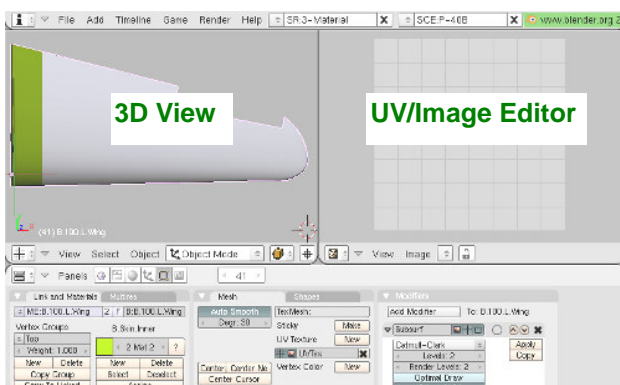 File Add Timeline Game Render Help SR:3-Material SCE:P-40B www.blender.org 2
3D View
UV/Image Editor
(41) B.100.L.Wing
View Select Object Object Mode
View Image
Panels 41
Link and Materials Multires Mesh Shapes Modifiers
ME:B.100.L.Wing 2 F OB:B.100.L.Wing Auto Smooth TexMesh: Add Modifier To: B.100.L.Wing
Vertex Groups B.Skin.Inner Degr: 30 Sticky Make Subsurf
Top UV Texture New Catmull-Clark Apply
Weight: 1.000 2 Mat 2 ? UVTex Levels: 2 Copy
New Delete New Delete Center Center New Vertex Color New Render Levels: 2
Copy Group Select Deselect Center Cursor Optimal Draw
Assign